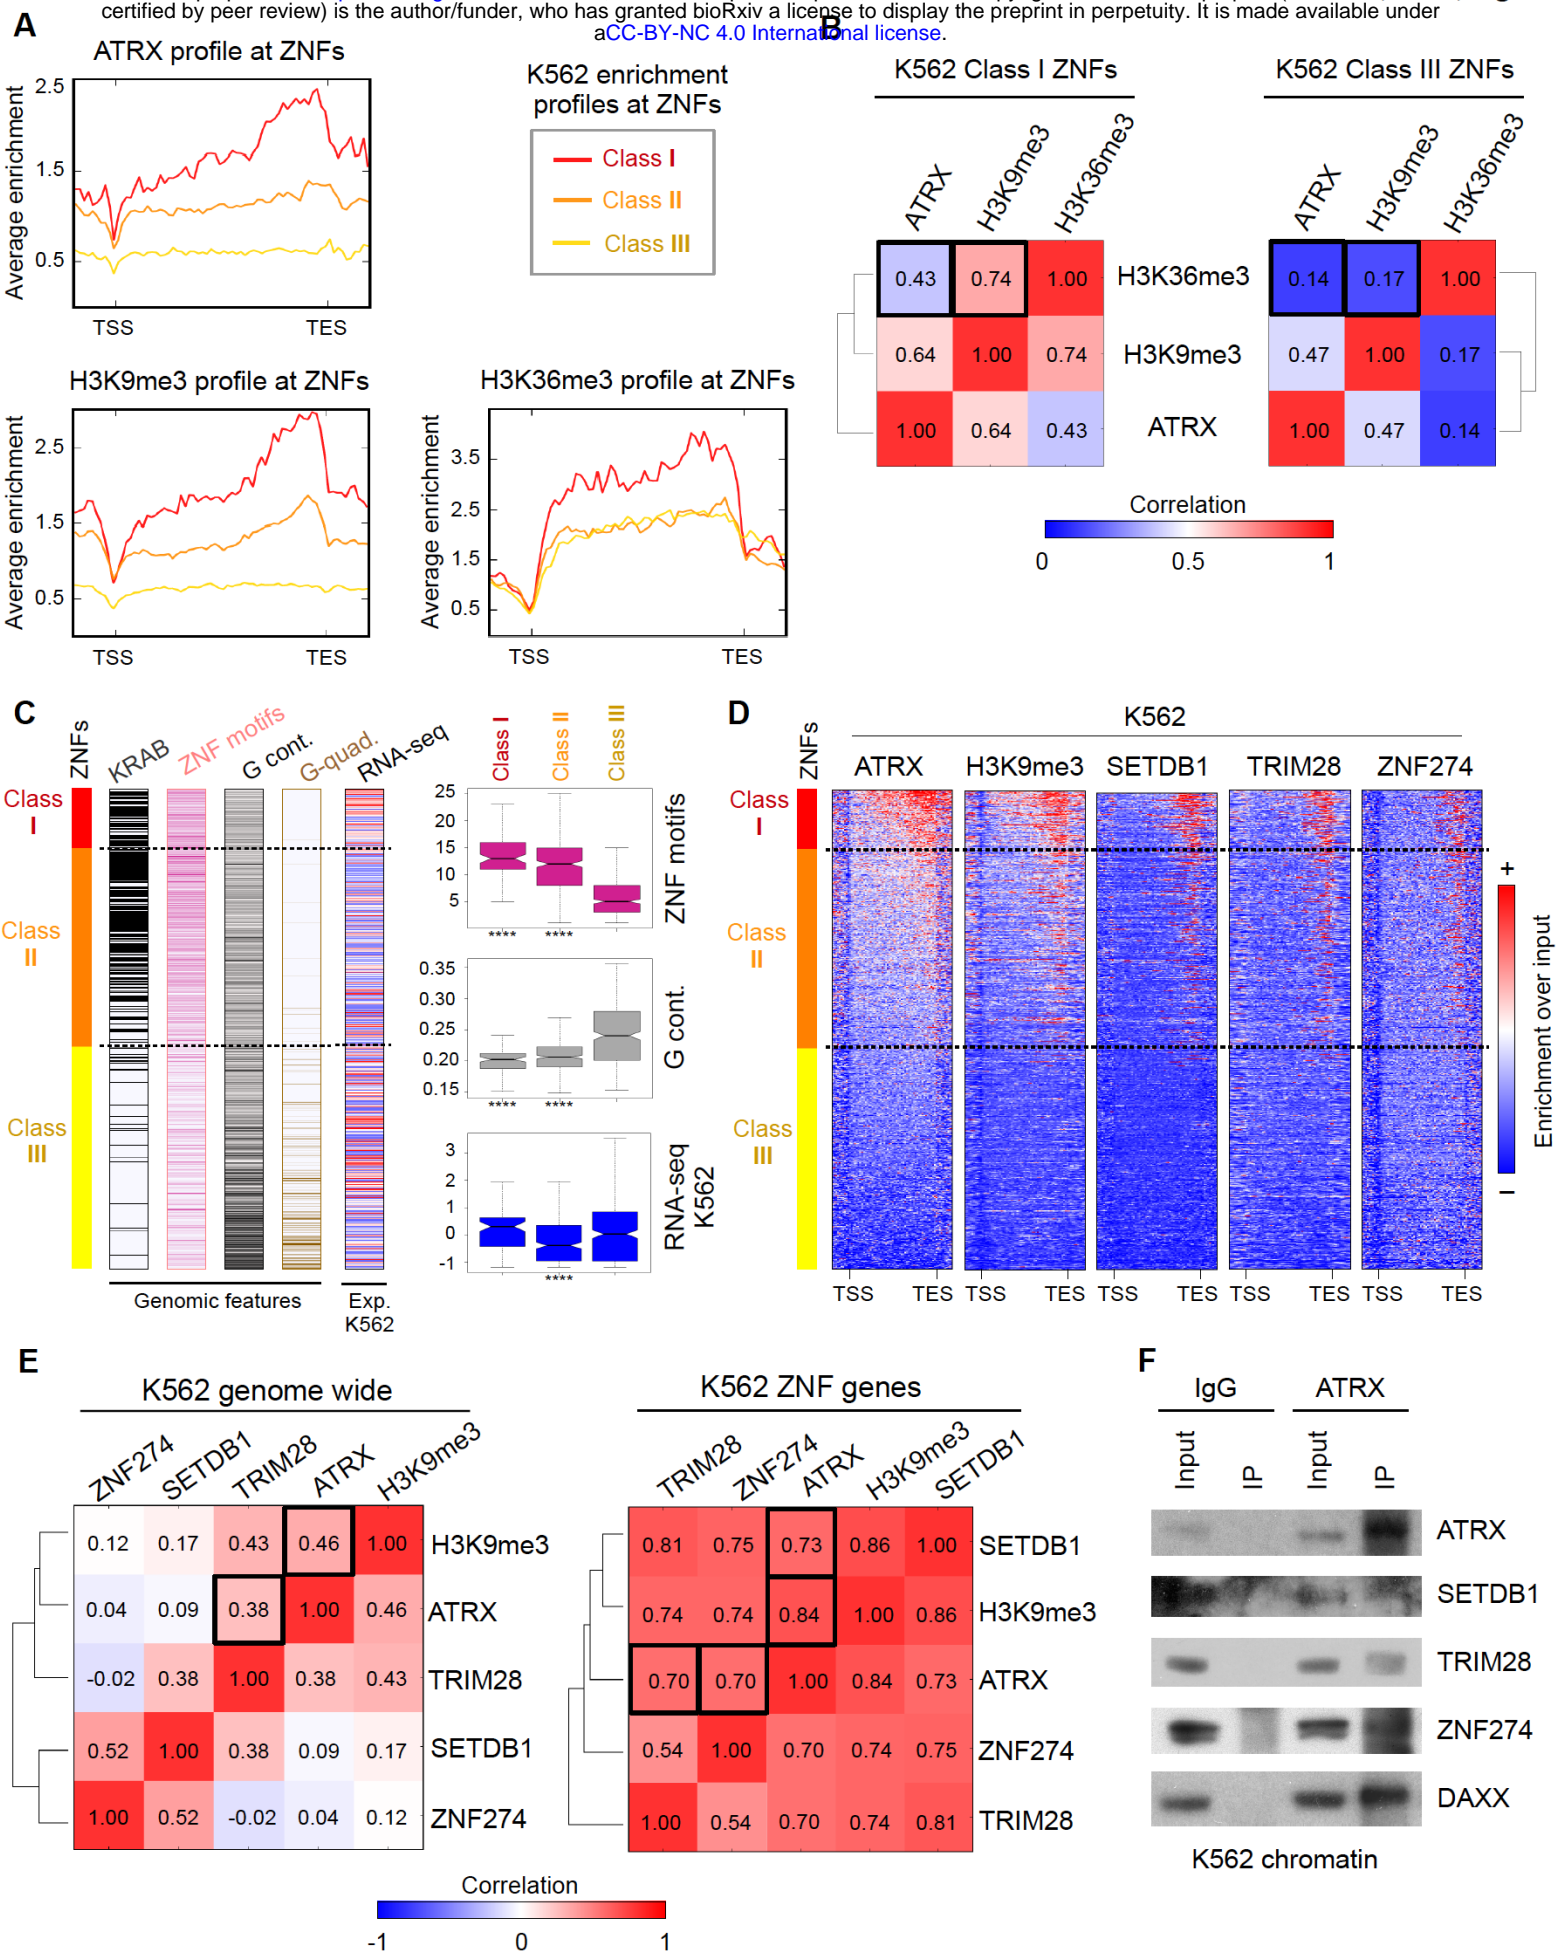 certified by peer review) is the author/funder, who has granted bioRxiv a license to display the preprint in perpetuity. It is made available under
aCC-BY-NC 4.0 International license.
A
ATRX profile at ZNFs
Average enrichment
2.5
1.5
0.5
TSS
TES
K562 enrichment
profiles at ZNFs
Class I
Class II
Class III
H3K9me3 profile at ZNFs
Average enrichment
2.5
1.5
0.5
TSS
TES
H3K36me3 profile at ZNFs
Average enrichment
3.5
2.5
1.5
0.5
TSS
TES
B
K562 Class I ZNFs
K562 Class III ZNFs
ATRX H3K9me3 H3K36me3
ATRX H3K9me3 H3K36me3
0.43 0.74 1.00 H3K36me3 0.14 0.17 1.00
0.64 1.00 0.74 H3K9me3 0.47 1.00 0.17
1.00 0.64 0.43 ATRX 1.00 0.47 0.14
Correlation
0 0.5 1
C
ZNFs KRAB ZNF motifs G cont. G-quad. RNA-seq
Class
I
Class
II
Class
III
Genomic features
Exp.
K562
Class I Class II Class III
25
20
15
10
5
ZNF motifs
**** ****
0.35
0.30
0.25
0.20
0.15
G cont.
**** ****
3
2
1
0
-1
RNA-seq
K562
****
D
K562
ZNFs ATRX H3K9me3 SETDB1 TRIM28 ZNF274
Class
I
Class
II
Class
III
TSS TES TSS TES TSS TES TSS TES TSS TES
+
Enrichment over input
−
E
K562 genome wide
ZNF274 SETDB1 TRIM28 ATRX H3K9me3
0.12 0.17 0.43 0.46 1.00 H3K9me3
0.04 0.09 0.38 1.00 0.46 ATRX
-0.02 0.38 1.00 0.38 0.43 TRIM28
0.52 1.00 0.38 0.09 0.17 SETDB1
1.00 0.52 -0.02 0.04 0.12 ZNF274
K562 ZNF genes
TRIM28 ZNF274 ATRX H3K9me3 SETDB1
0.81 0.75 0.73 0.86 1.00 SETDB1
0.74 0.74 0.84 1.00 0.86 H3K9me3
0.70 0.70 1.00 0.84 0.73 ATRX
0.54 1.00 0.70 0.74 0.75 ZNF274
1.00 0.54 0.70 0.74 0.81 TRIM28
Correlation
-1 0 1
F
IgG ATRX
Input IP Input IP
ATRX
SETDB1
TRIM28
ZNF274
DAXX
K562 chromatin